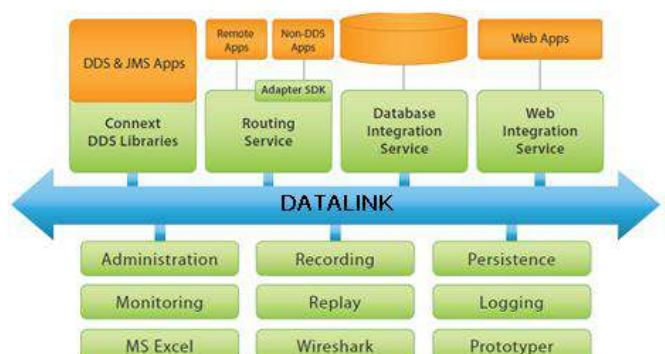 DDS & JMS Apps
Remote
Apps
Non-DDS
Apps
Web Apps
Adapter SDK
Connext
DDS Libraries
Routing
Service
Database
Integration
Service
Web
Integration
Service
DATALINK
Administration
Recording
Persistence
Monitoring
Replay
Logging
MS Excel
Wireshark
Prototyper